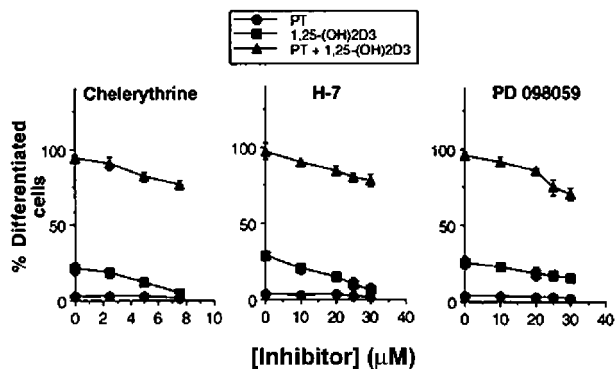 PT
1,25-(OH)2D3
PT + 1,25-(OH)2D3
Chelerythrine
H-7
PD 098059
% Differentiated
cells
100
50
0
0 2 4 6 8 10
100
50
0
0 10 20 30 40
100
50
0
0 10 20 30 40
[Inhibitor] (μM)